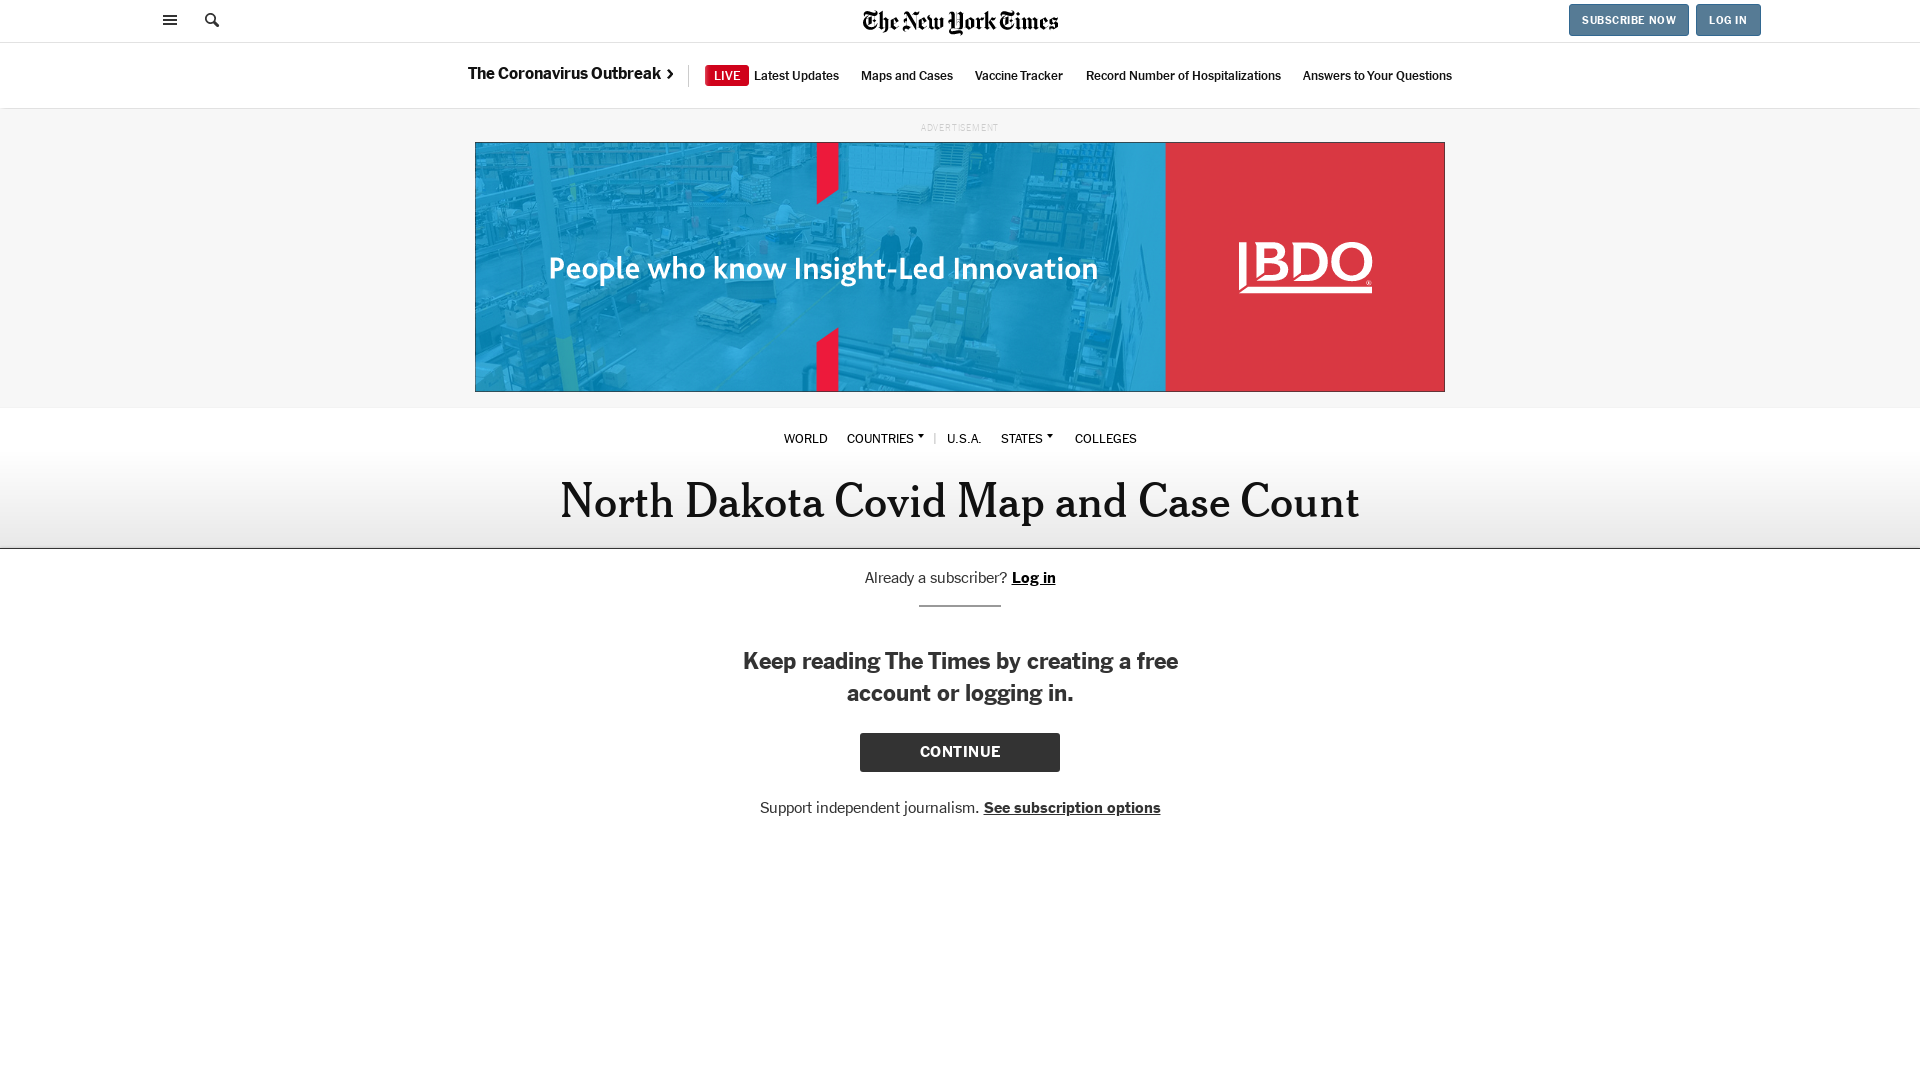 The New York Times
SUBSCRIBE NOW
LOG IN
The Coronavirus Outbreak
LIVE Latest Updates
Maps and Cases
Vaccine Tracker
Record Number of Hospitalizations
Answers to Your Questions
ADVERTISEMENT
People who know Insight-Led Innovation
BDO
®
WORLD
COUNTRIES
U.S.A.
STATES
COLLEGES
North Dakota Covid Map and Case Count
Already a subscriber? Log in
Keep reading The Times by creating a free
account or logging in.
CONTINUE
Support independent journalism. See subscription options